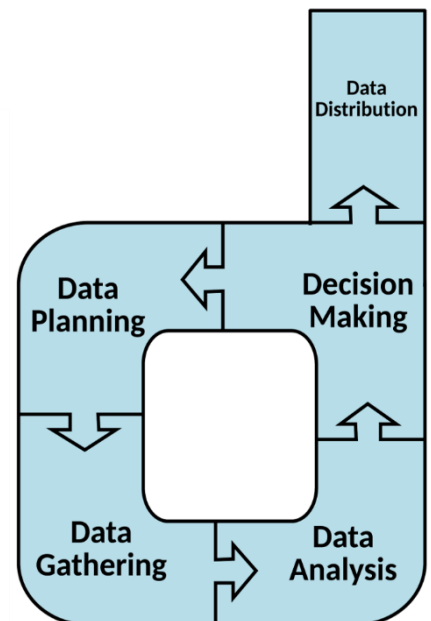 Data
Distribution
Data
Planning
Decision
Making
Data
Gathering
Data
Analysis